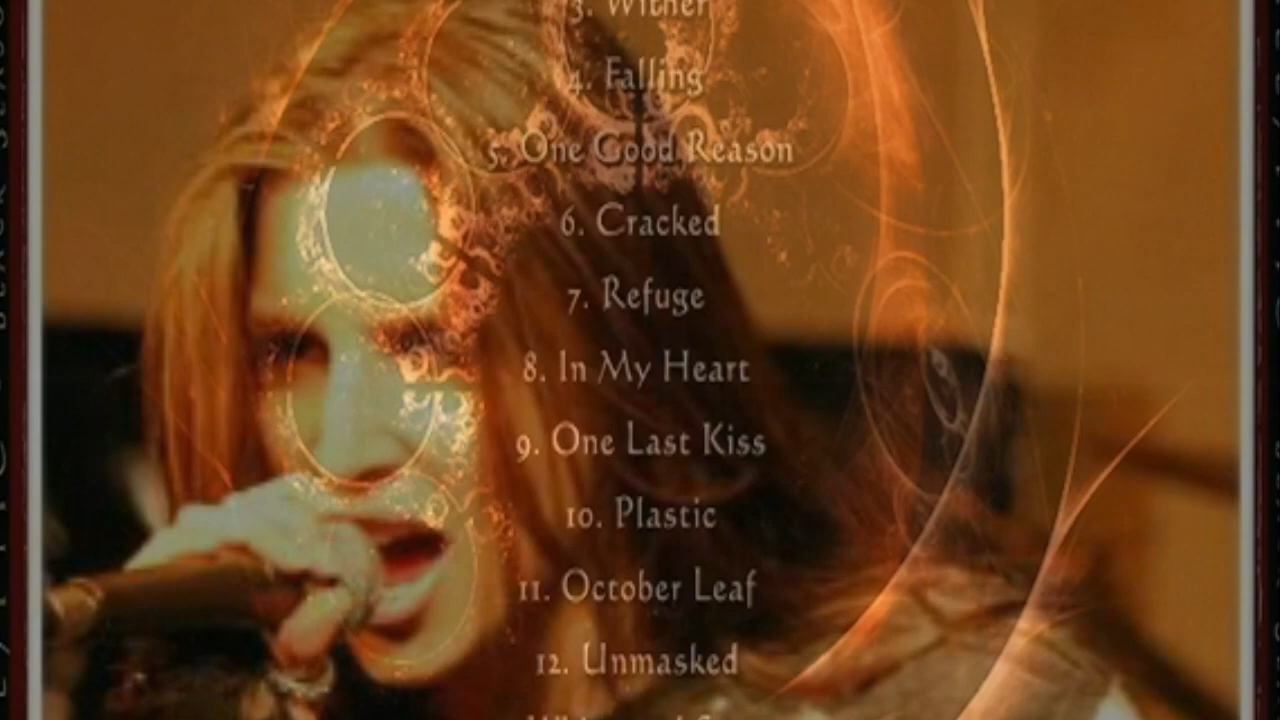 3. Wither
4. Falling
5. One Good Reason
6. Cracked
7. Refuge
8. In My Heart
9. One Last Kiss
10. Plastic
11. October Leaf
12. Unmasked